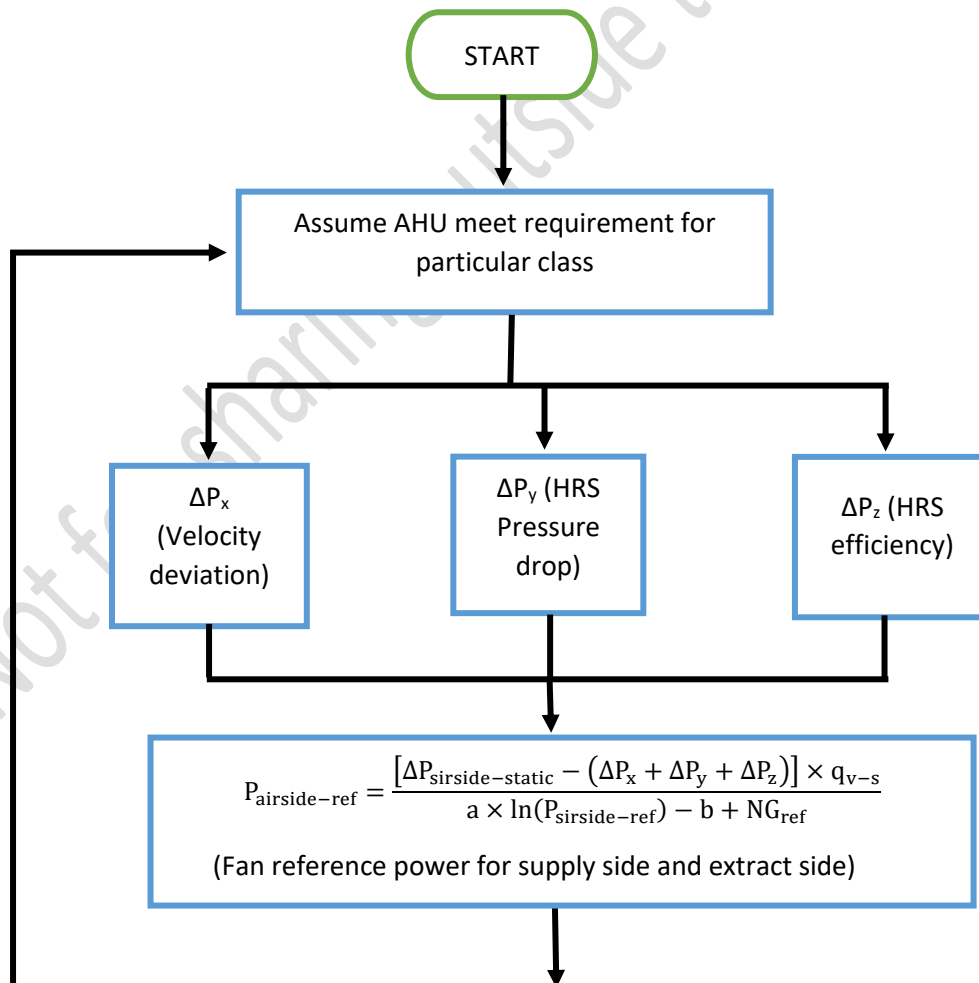 START
Assume AHU meet requirement for
particular class
ΔPx
(Velocity
deviation)
ΔPy (HRS
Pressure
drop)
ΔPz (HRS
efficiency)
Pairside−ref = [ΔPsirside−static − (ΔPx + ΔPy + ΔPz)] × qv−s / a × ln(Psirside−ref) − b + NGref
(Fan reference power for supply side and extract side)
sharing